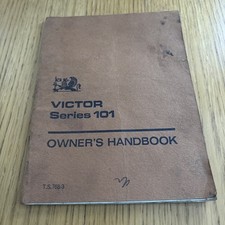 VICTOR
Series 101
OWNER'S HANDBOOK